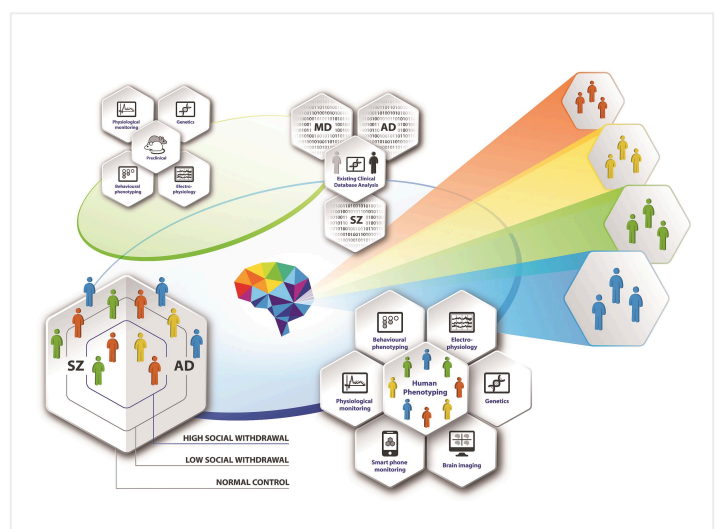 Physiological
monitoring
Genetics
Preclinical
Behavioural
phenotyping
Electro-
physiology
MD
AD
Existing Clinical
Database Analysis
SZ
SZ
AD
HIGH SOCIAL WITHDRAWAL
LOW SOCIAL WITHDRAWAL
NORMAL CONTROL
Behavioural
phenotyping
Electro-
physiology
Physiological
monitoring
Human
Phenotyping
Genetics
Smart phone
monitoring
Brain imaging